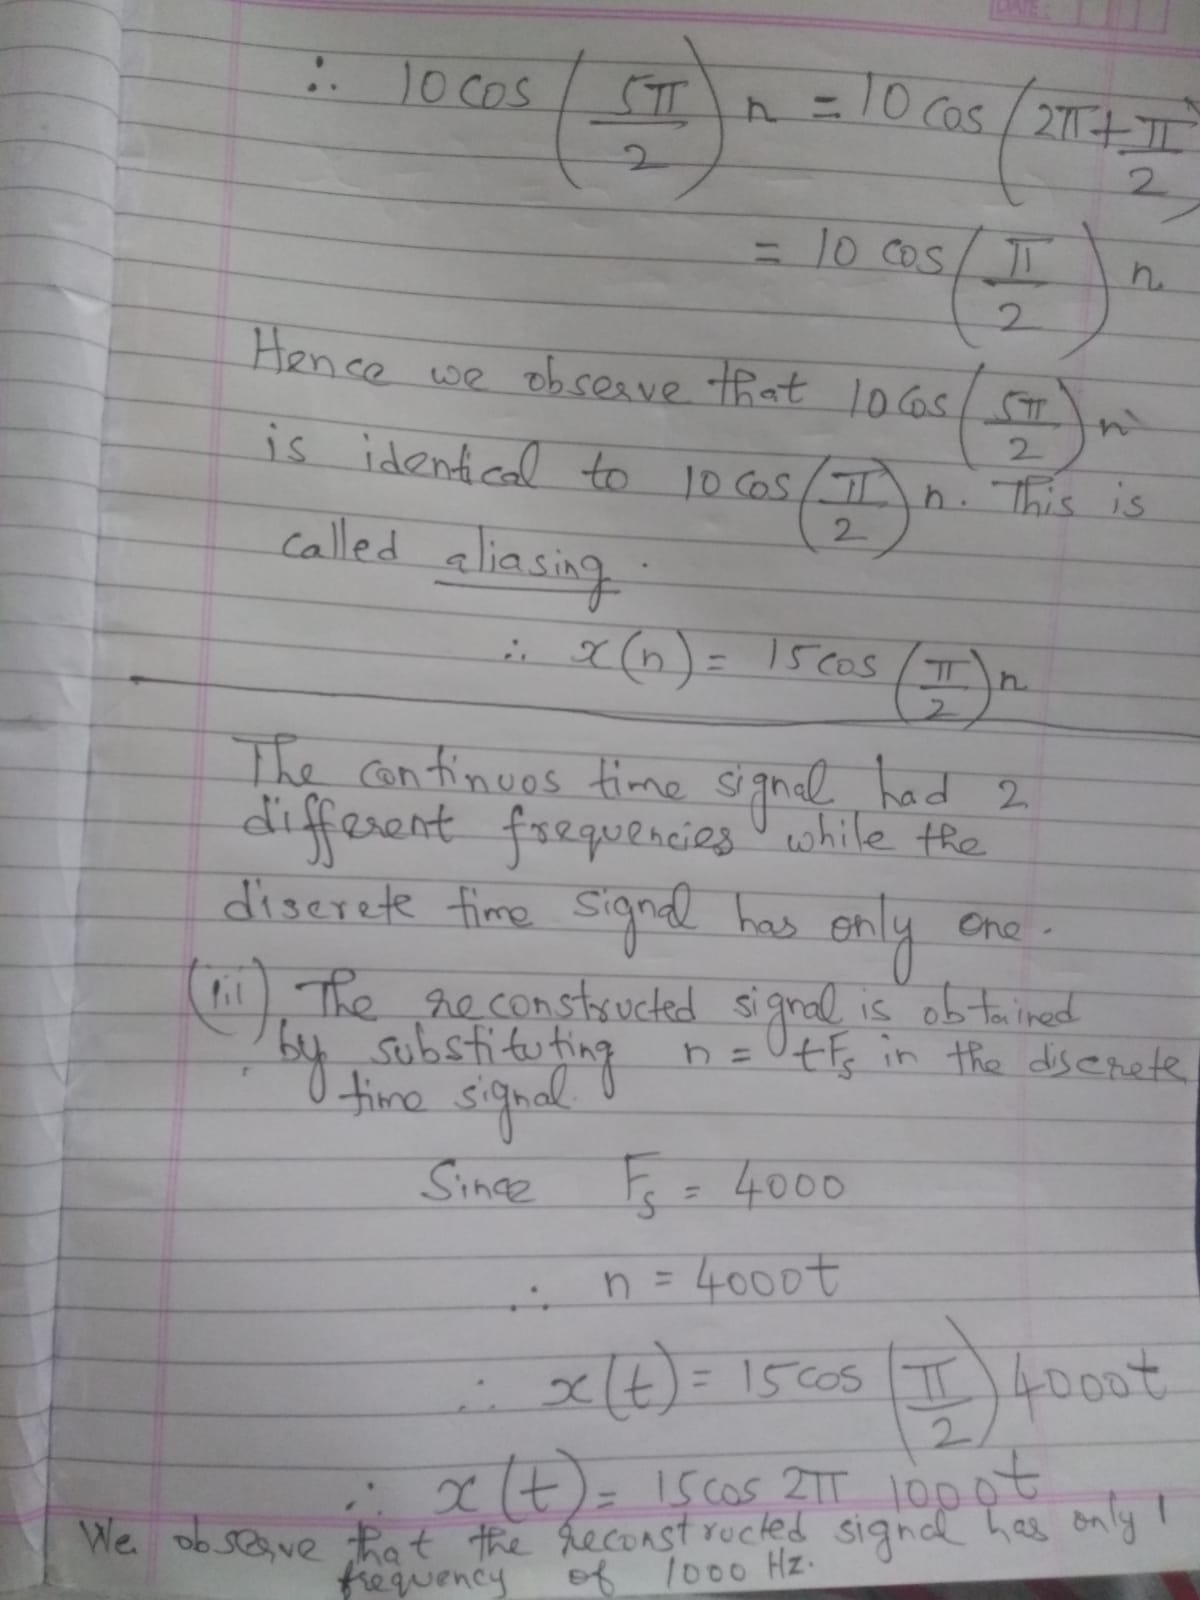 DATE:
∴ 10 cos (5π/2) n = 10 cos (2π + π/2)
= 10 cos (π/2) n
Hence we observe that 10 cos (5π/2) n
is identical to 10 cos (π/2) n. This is
called aliasing.
∴ x(n) = 15 cos (π/2) n
The continuos time signal had 2
different frequencies while the
discrete time signal has only one.
(iii) The reconstructed signal is obtained
by substituting n = tFs in the discrete
time signal.
Since Fs = 4000
∴ n = 4000t
∴ x(t) = 15 cos (π/2) 4000t
∴ x(t) = 15 cos 2π 1000t
We observe that the reconstructed signal has only 1
frequency of 1000 Hz.